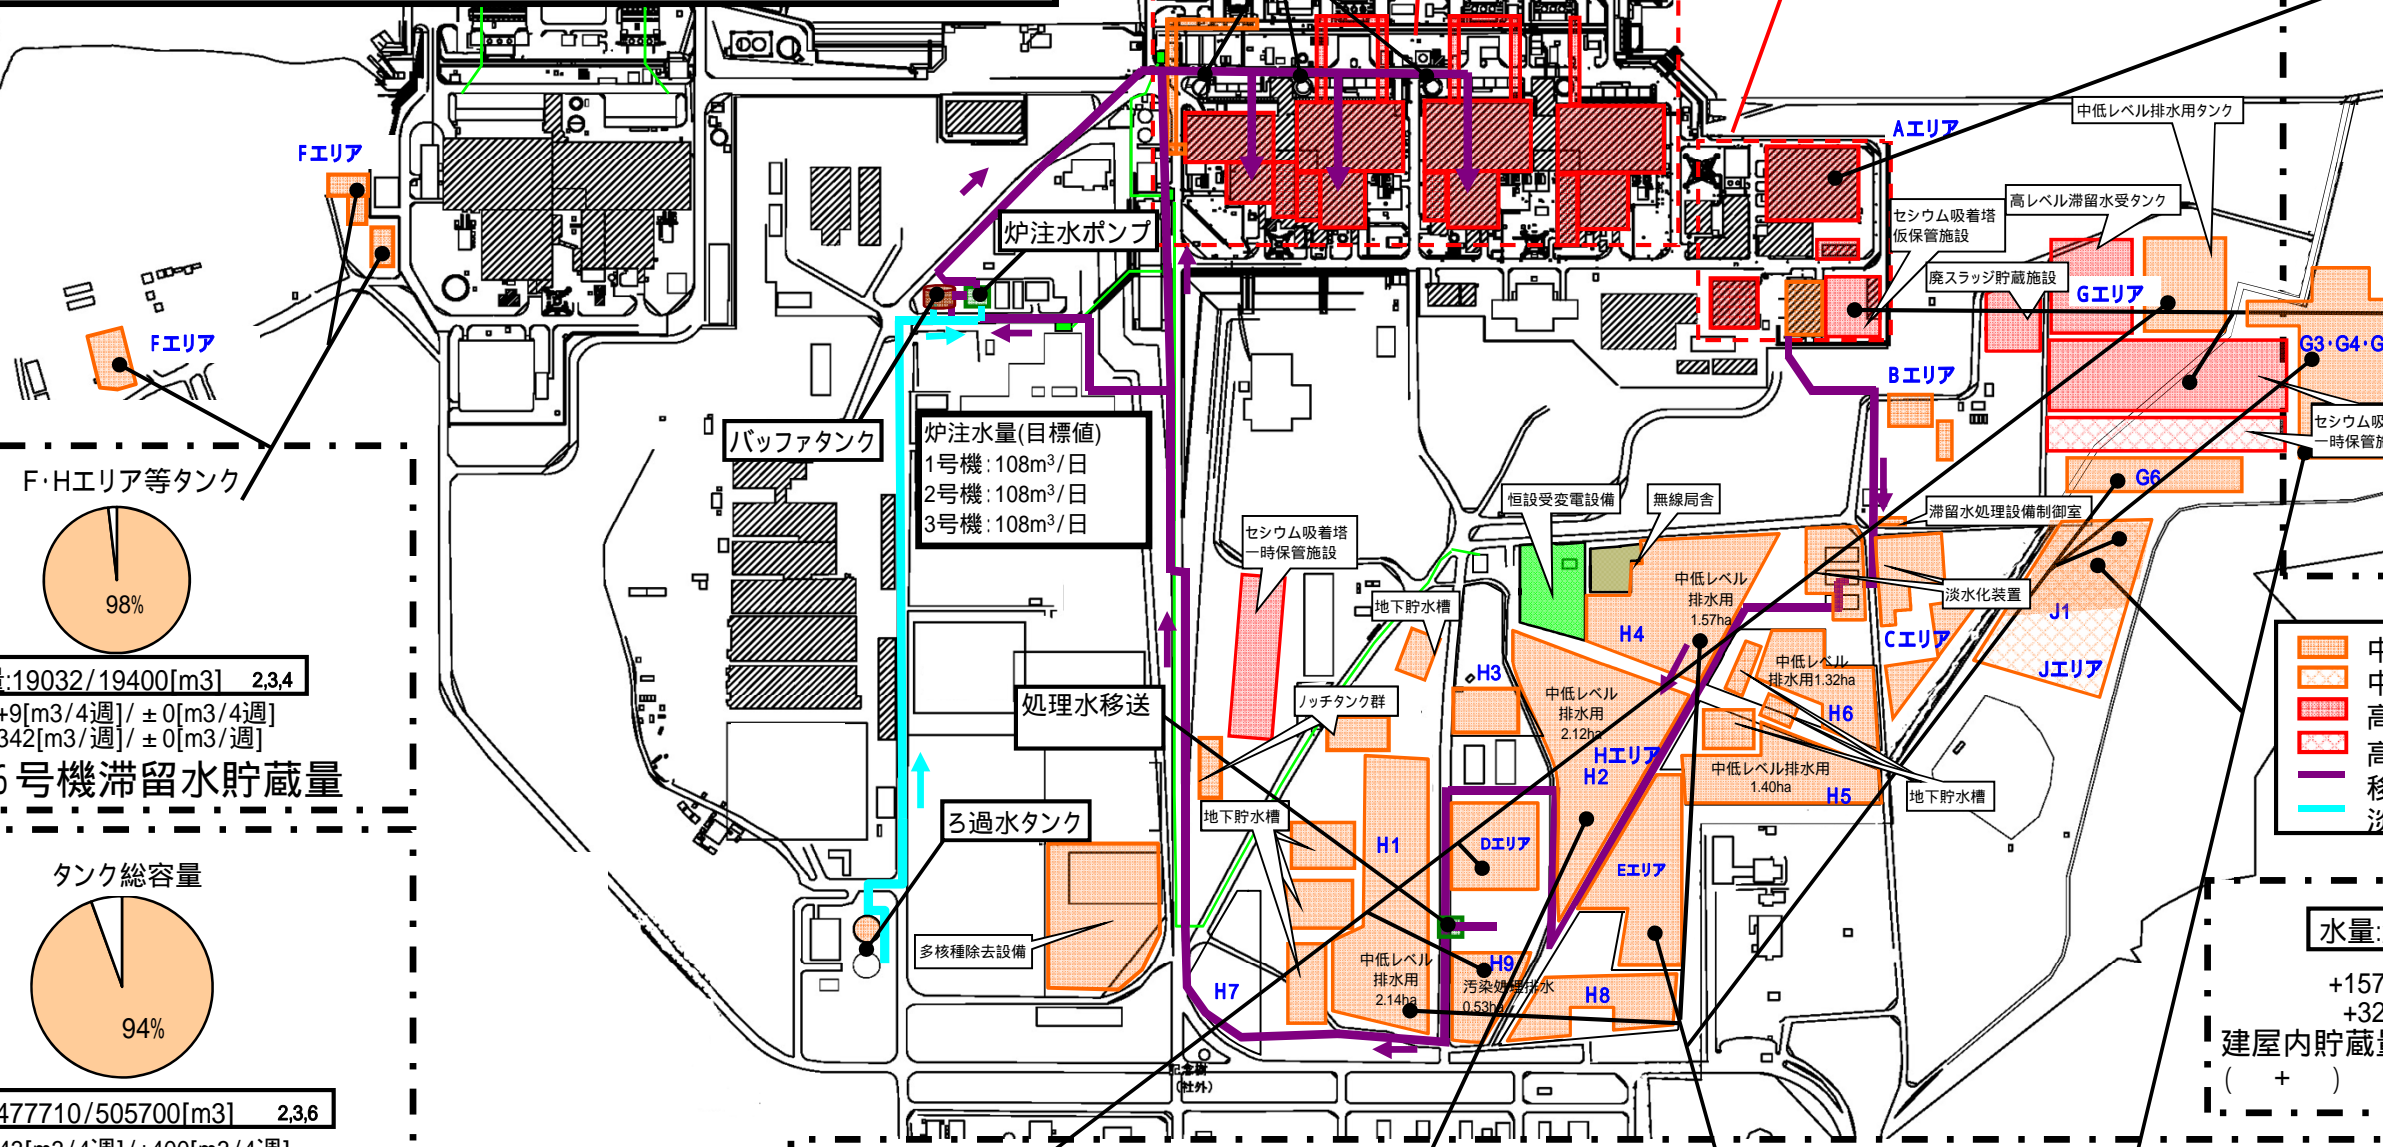 Fエリア
Fエリア
炉注水ポンプ
Aエリア
中低レベル排水用タンク
高レベル滞留水受タンク
セシウム吸着塔
仮保管施設
廃スラッジ貯蔵施設
Gエリア
G3・G4・G
Bエリア
セシウム吸
一時保管施
G6
バッファタンク
炉注水量(目標値)
1号機:108m³/日
2号機:108m³/日
3号機:108m³/日
F・Hエリア等タンク
98%
:19032/19400[m3] 2,3,4
+9[m3/4週]/±0[m3/4週]
342[m3/週]/±0[m3/週]
号機滞留水貯蔵量
タンク総容量
94%
477710/505700[m3] 2,3,6
セシウム吸着塔
一時保管施設
恒設受変電設備
無線局舎
滞留水処理設備制御室
淡水化装置
地下貯水槽
中低レベル
排水用
1.57ha
H4
H3
Cエリア
J1
Jエリア
中低レベル
排水用1.32ha
H6
中低レベル
排水用
2.12ha
Hエリア
H2
中低レベル排水用
1.40ha
H5
地下貯水槽
処理水移送
ノッチタンク群
地下貯水槽
ろ過水タンク
H1
Dエリア
Eエリア
多核種除去設備
中低レベル
排水用
2.14ha
H9
汚染処理排水
0.53ha
H8
H7
記念樹
(社外)
中
中
高
高
移
淡
水量:
+157
+32
建屋内貯蔵量
( + )